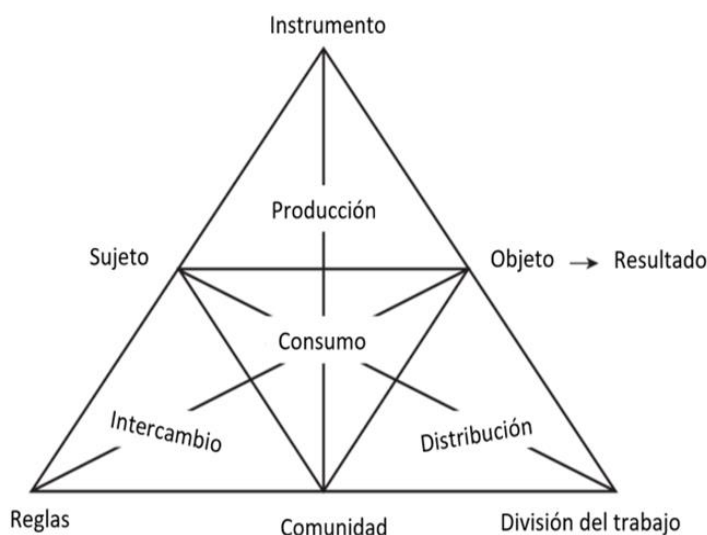 Instrumento
Producción
Sujeto
Objeto → Resultado
Consumo
Intercambio
Distribución
Reglas
Comunidad
División del trabajo